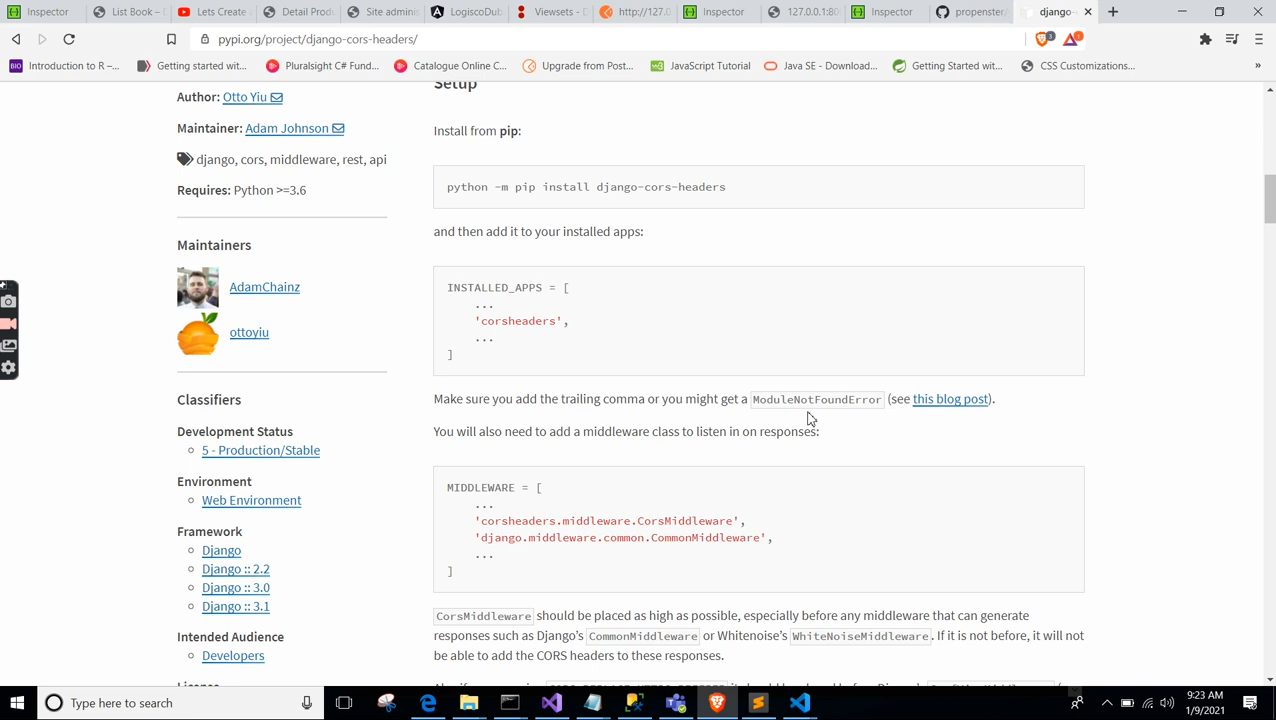 Inspector
List Book –
Lets Create
Detail Produ
Site adminis
LogiscoDub
Viewsets - D
http://127.0
Inspector
127.0.0.1:80
Inspector
propenster/
django-
pypi.org/project/django-cors-headers/
3
1
Introduction to R –...
Getting started wit...
Pluralsight C# Fund...
Catalogue Online C...
Upgrade from Post...
JavaScript Tutorial
Java SE - Download...
Getting Started wit...
CSS Customizations...
»
Author: Otto Yiu
Maintainer: Adam Johnson
django, cors, middleware, rest, api
Requires: Python >=3.6
Maintainers
AdamChainz
ottoyiu
Classifiers
Development Status
5 - Production/Stable
Environment
Web Environment
Framework
Django
Django :: 2.2
Django :: 3.0
Django :: 3.1
Intended Audience
Developers
License
Setup
Install from pip:
python -m pip install django-cors-headers
and then add it to your installed apps:
INSTALLED_APPS = [
...
'corsheaders',
...
]
Make sure you add the trailing comma or you might get a ModuleNotFoundError (see this blog post).
You will also need to add a middleware class to listen in on responses:
MIDDLEWARE = [
...
'corsheaders.middleware.CorsMiddleware',
'django.middleware.common.CommonMiddleware',
...
]
CorsMiddleware should be placed as high as possible, especially before any middleware that can generate
responses such as Django's CommonMiddleware or Whitenoise's WhiteNoiseMiddleware. If it is not before, it will not
be able to add the CORS headers to these responses.
Type here to search
9:23 AM
1/9/2021